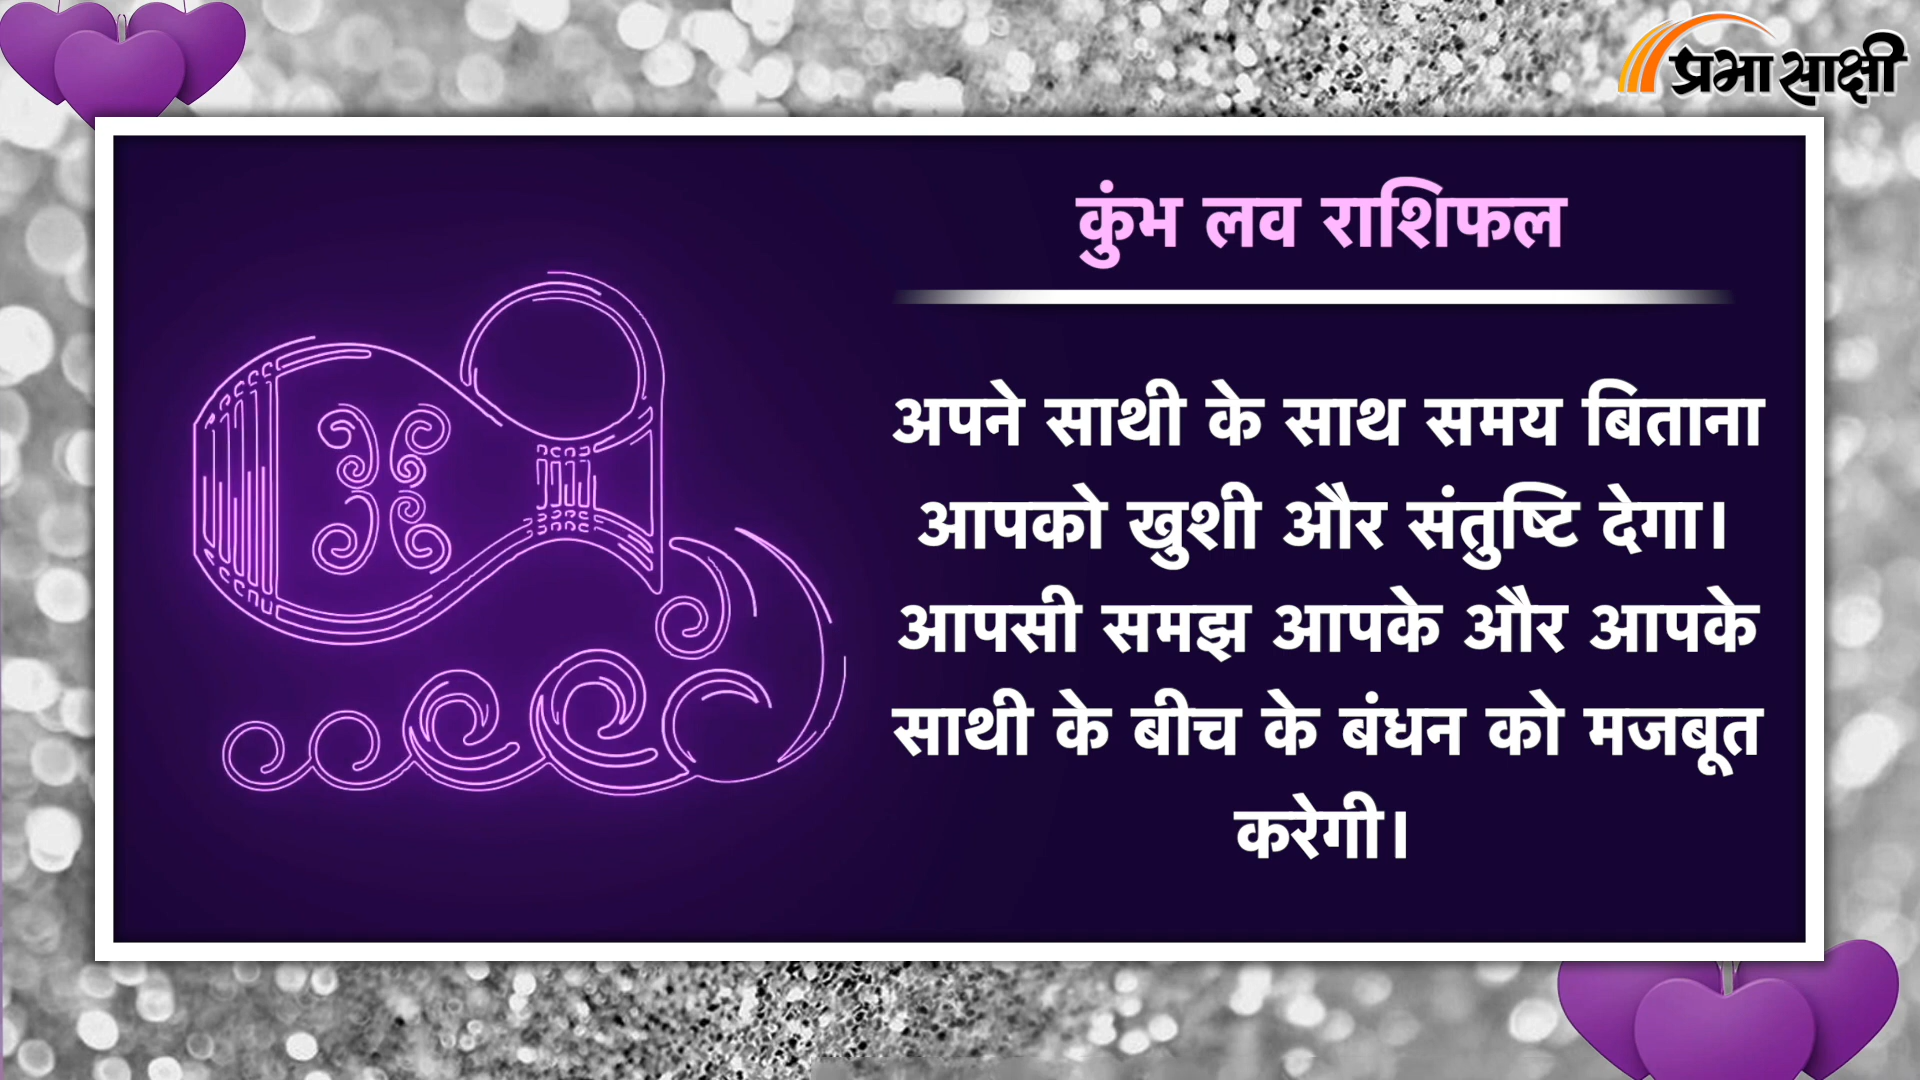 प्रभासाक्षी
कुंभ लव राशिफल
अपने साथी के साथ समय बिताना
आपको खुशी और संतुष्टि देगा।
आपसी समझ आपके और आपके
साथी के बीच के बंधन को मजबूत
करेगी।